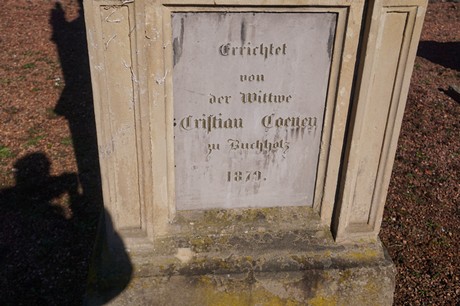 Errichtet
von
der Wittwe
Cristian Coenen
zu Buchholz
1879.